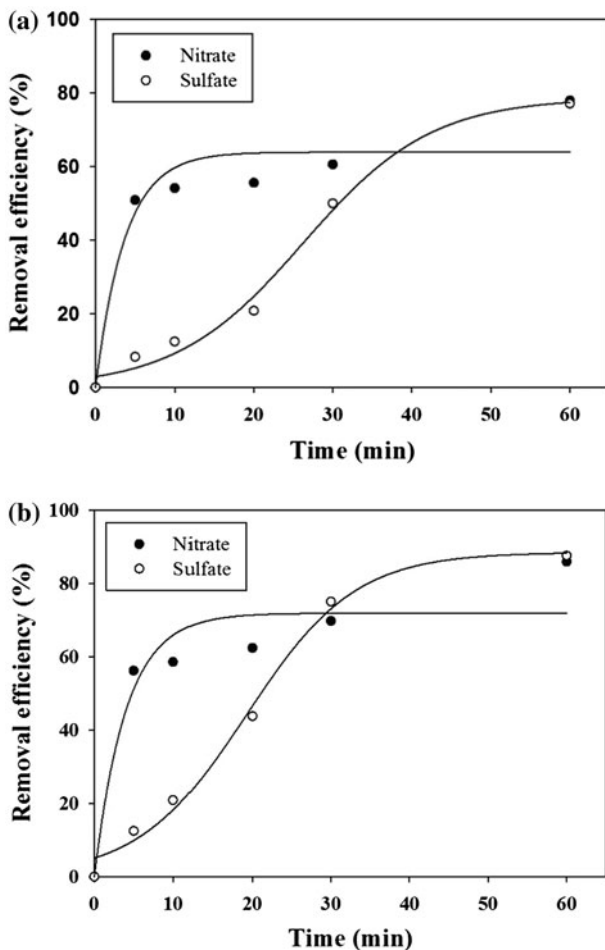 (a)
100
80
60
40
20
0
Removal efficiency (%)
Nitrate
Sulfate
0 10 20 30 40 50 60
Time (min)
(b)
100
80
60
40
20
0
Removal efficiency (%)
Nitrate
Sulfate
0 10 20 30 40 50 60
Time (min)